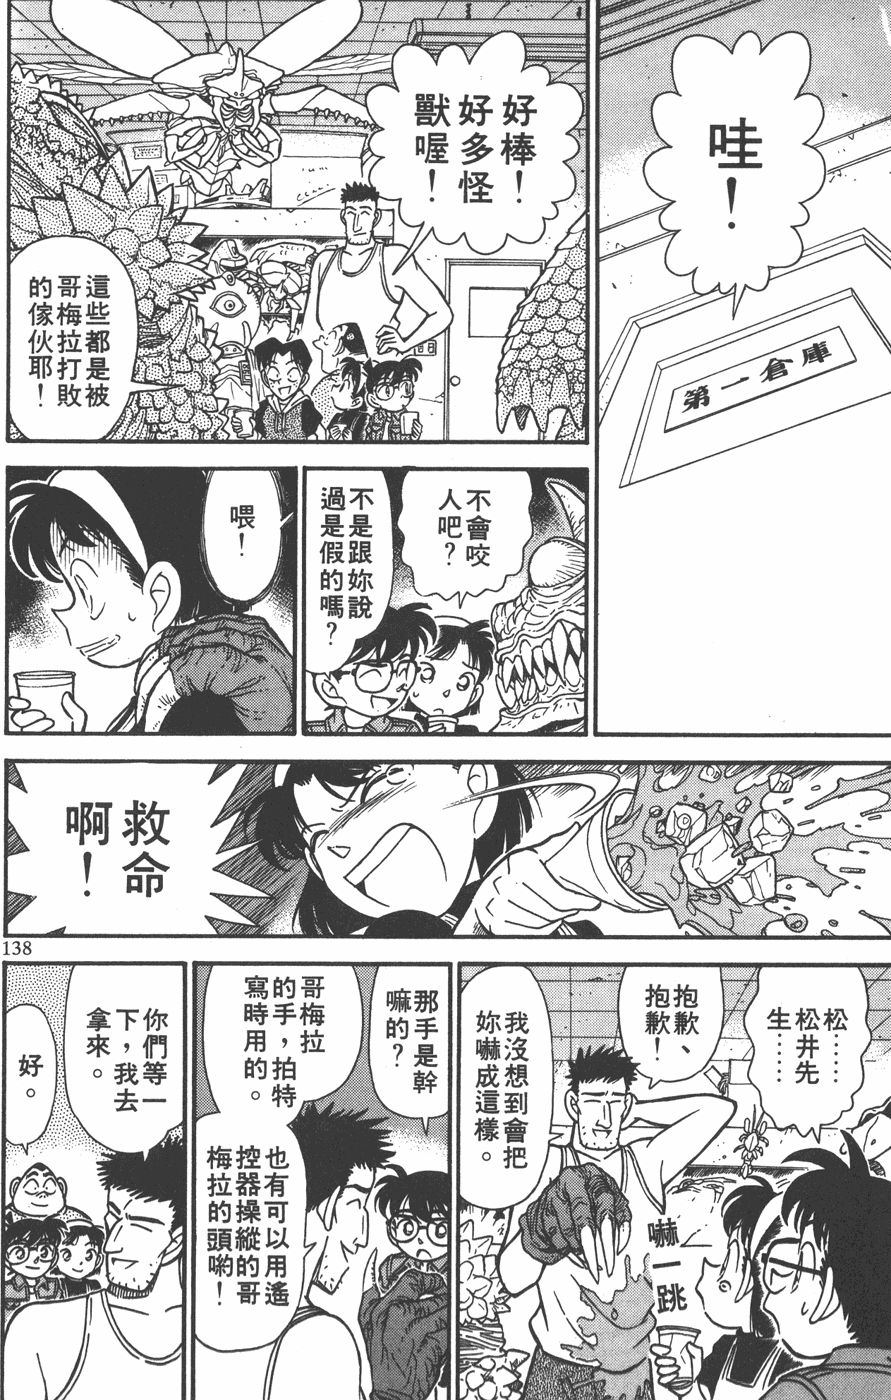 哇！
第一倉庫
好棒！
好多怪
獸喔！
這些都是被
哥梅拉打敗
的傢伙耶！
不會咬
人吧？
不是跟妳說
過是假的嗎？
喂！
救命
啊！
138
松……
松井先
生……
抱歉、
抱歉！
我沒想到會把
妳嚇成這樣。
嚇一跳
那手是幹
嘛的？
哥梅拉
的手，拍特
寫時用的。
也有可以用遙
控器操縱的哥
梅拉的頭喲！
你們等一
下，我去
拿來。
好。